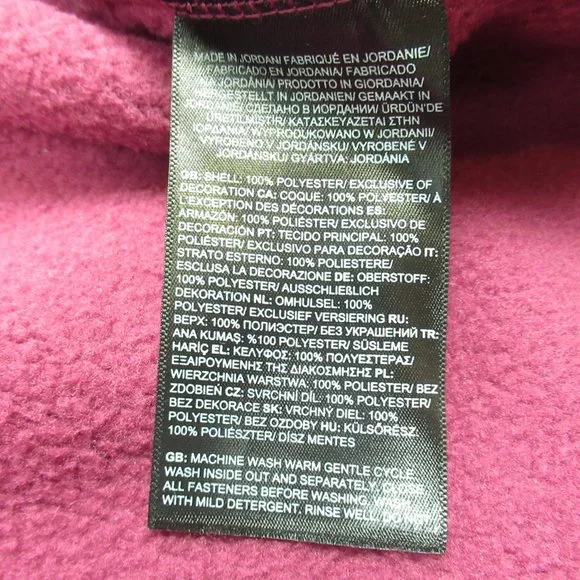 MADE IN JORDAN/ FABRIQUÉ EN JORDANIE/
FABRICADO EN JORDANIA/ FABRICADO
NA JORDÂNIA/ PRODOTTO IN GIORDANIA/
HERGESTELLT IN JORDANIEN/ GEMAAKT IN
JORDANIË/ СДЕЛАНО В ИОРДАНИИ/ ÜRDÜN'DE
ÜRETİLMİŞTİR/ ΚΑΤΑΣΚΕΥΑΖΕΤΑΙ ΣΤΗΝ
ΙΟΡΔΑΝΙΑ/ WYPRODUKOWANO W JORDANII/
VYROBENO V JORDÁNSKU/ VYROBENÉ V
JORDÁNSKU/ GYÁRTVA: JORDÁNIA
GB: SHELL: 100% POLYESTER/ EXCLUSIVE OF
DECORATION CA: COQUE: 100% POLYESTER/ À
L'EXCEPTION DES DÉCORATIONS ES:
ARMAZÓN: 100% POLIÉSTER/ EXCLUSIVO DE
DECORACIÓN PT: TECIDO PRINCIPAL: 100%
POLIÉSTER/ EXCLUSIVO PARA DECORAÇÃO IT:
STRATO ESTERNO: 100% POLIESTERE/
ESCLUSA LA DECORAZIONE DE: OBERSTOFF:
100% POLYESTER/ AUSSCHLIEßLICH
DEKORATION NL: OMHULSEL: 100%
POLYESTER/ EXCLUSIEF VERSIERING RU:
ВЕРХ: 100% ПОЛИЭСТЕР/ БЕЗ УКРАШЕНИЙ TR:
ANA KUMAŞ: %100 POLYESTER/ SÜSLEME
HARİÇ EL: ΚΕΛΥΦΟΣ: 100% ΠΟΛΥΕΣΤΕΡΑΣ/
ΕΞΑΙΡΟΥΜΕΝΗΣ ΤΗΣ ΔΙΑΚΟΣΜΗΣΗΣ PL:
WIERZCHNIA WARSTWA: 100% POLIESTER/ BEZ
ZDOBIEŃ CZ: SVRCHNÍ DÍL: 100% POLYESTER/
BEZ DEKORACE SK: VRCHNÝ DIEL: 100%
POLYESTER/ BEZ OZDOBY HU: KÜLSŐRÉSZ:
100% POLIÉSZTER/ DÍSZ MENTES
GB: MACHINE WASH WARM GENTLE CYCLE.
WASH INSIDE OUT AND SEPARATELY. CLOSE
ALL FASTENERS BEFORE WASHING.
WITH MILD DETERGENT. RINSE WELL.